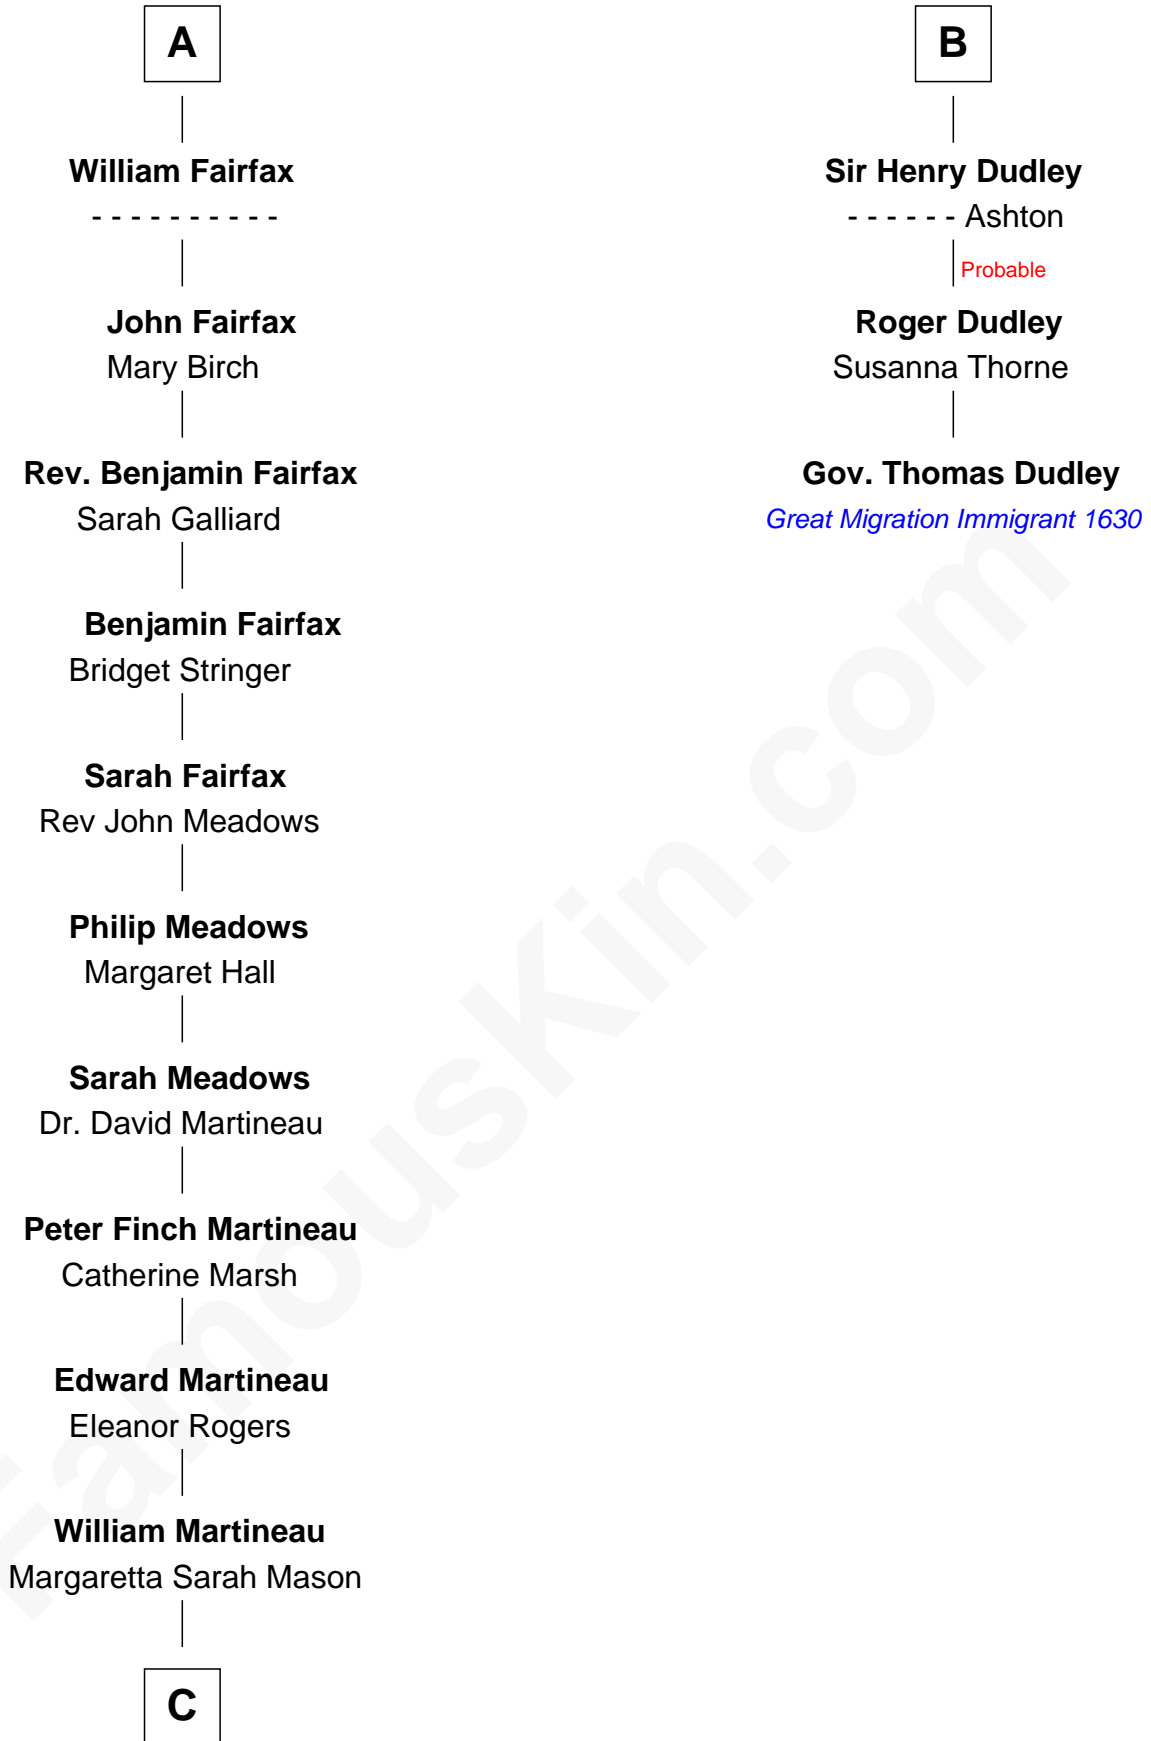 A
William Fairfax
- - - - - - - - - -
John Fairfax
Mary Birch
Rev. Benjamin Fairfax
Sarah Galliard
Benjamin Fairfax
Bridget Stringer
Sarah Fairfax
Rev John Meadows
Philip Meadows
Margaret Hall
Sarah Meadows
Dr. David Martineau
Peter Finch Martineau
Catherine Marsh
Edward Martineau
Eleanor Rogers
William Martineau
Margaretta Sarah Mason
C
B
Sir Henry Dudley
- - - - - - Ashton
Probable
Roger Dudley
Susanna Thorne
Gov. Thomas Dudley
Great Migration Immigrant 1630
FamousKin.com